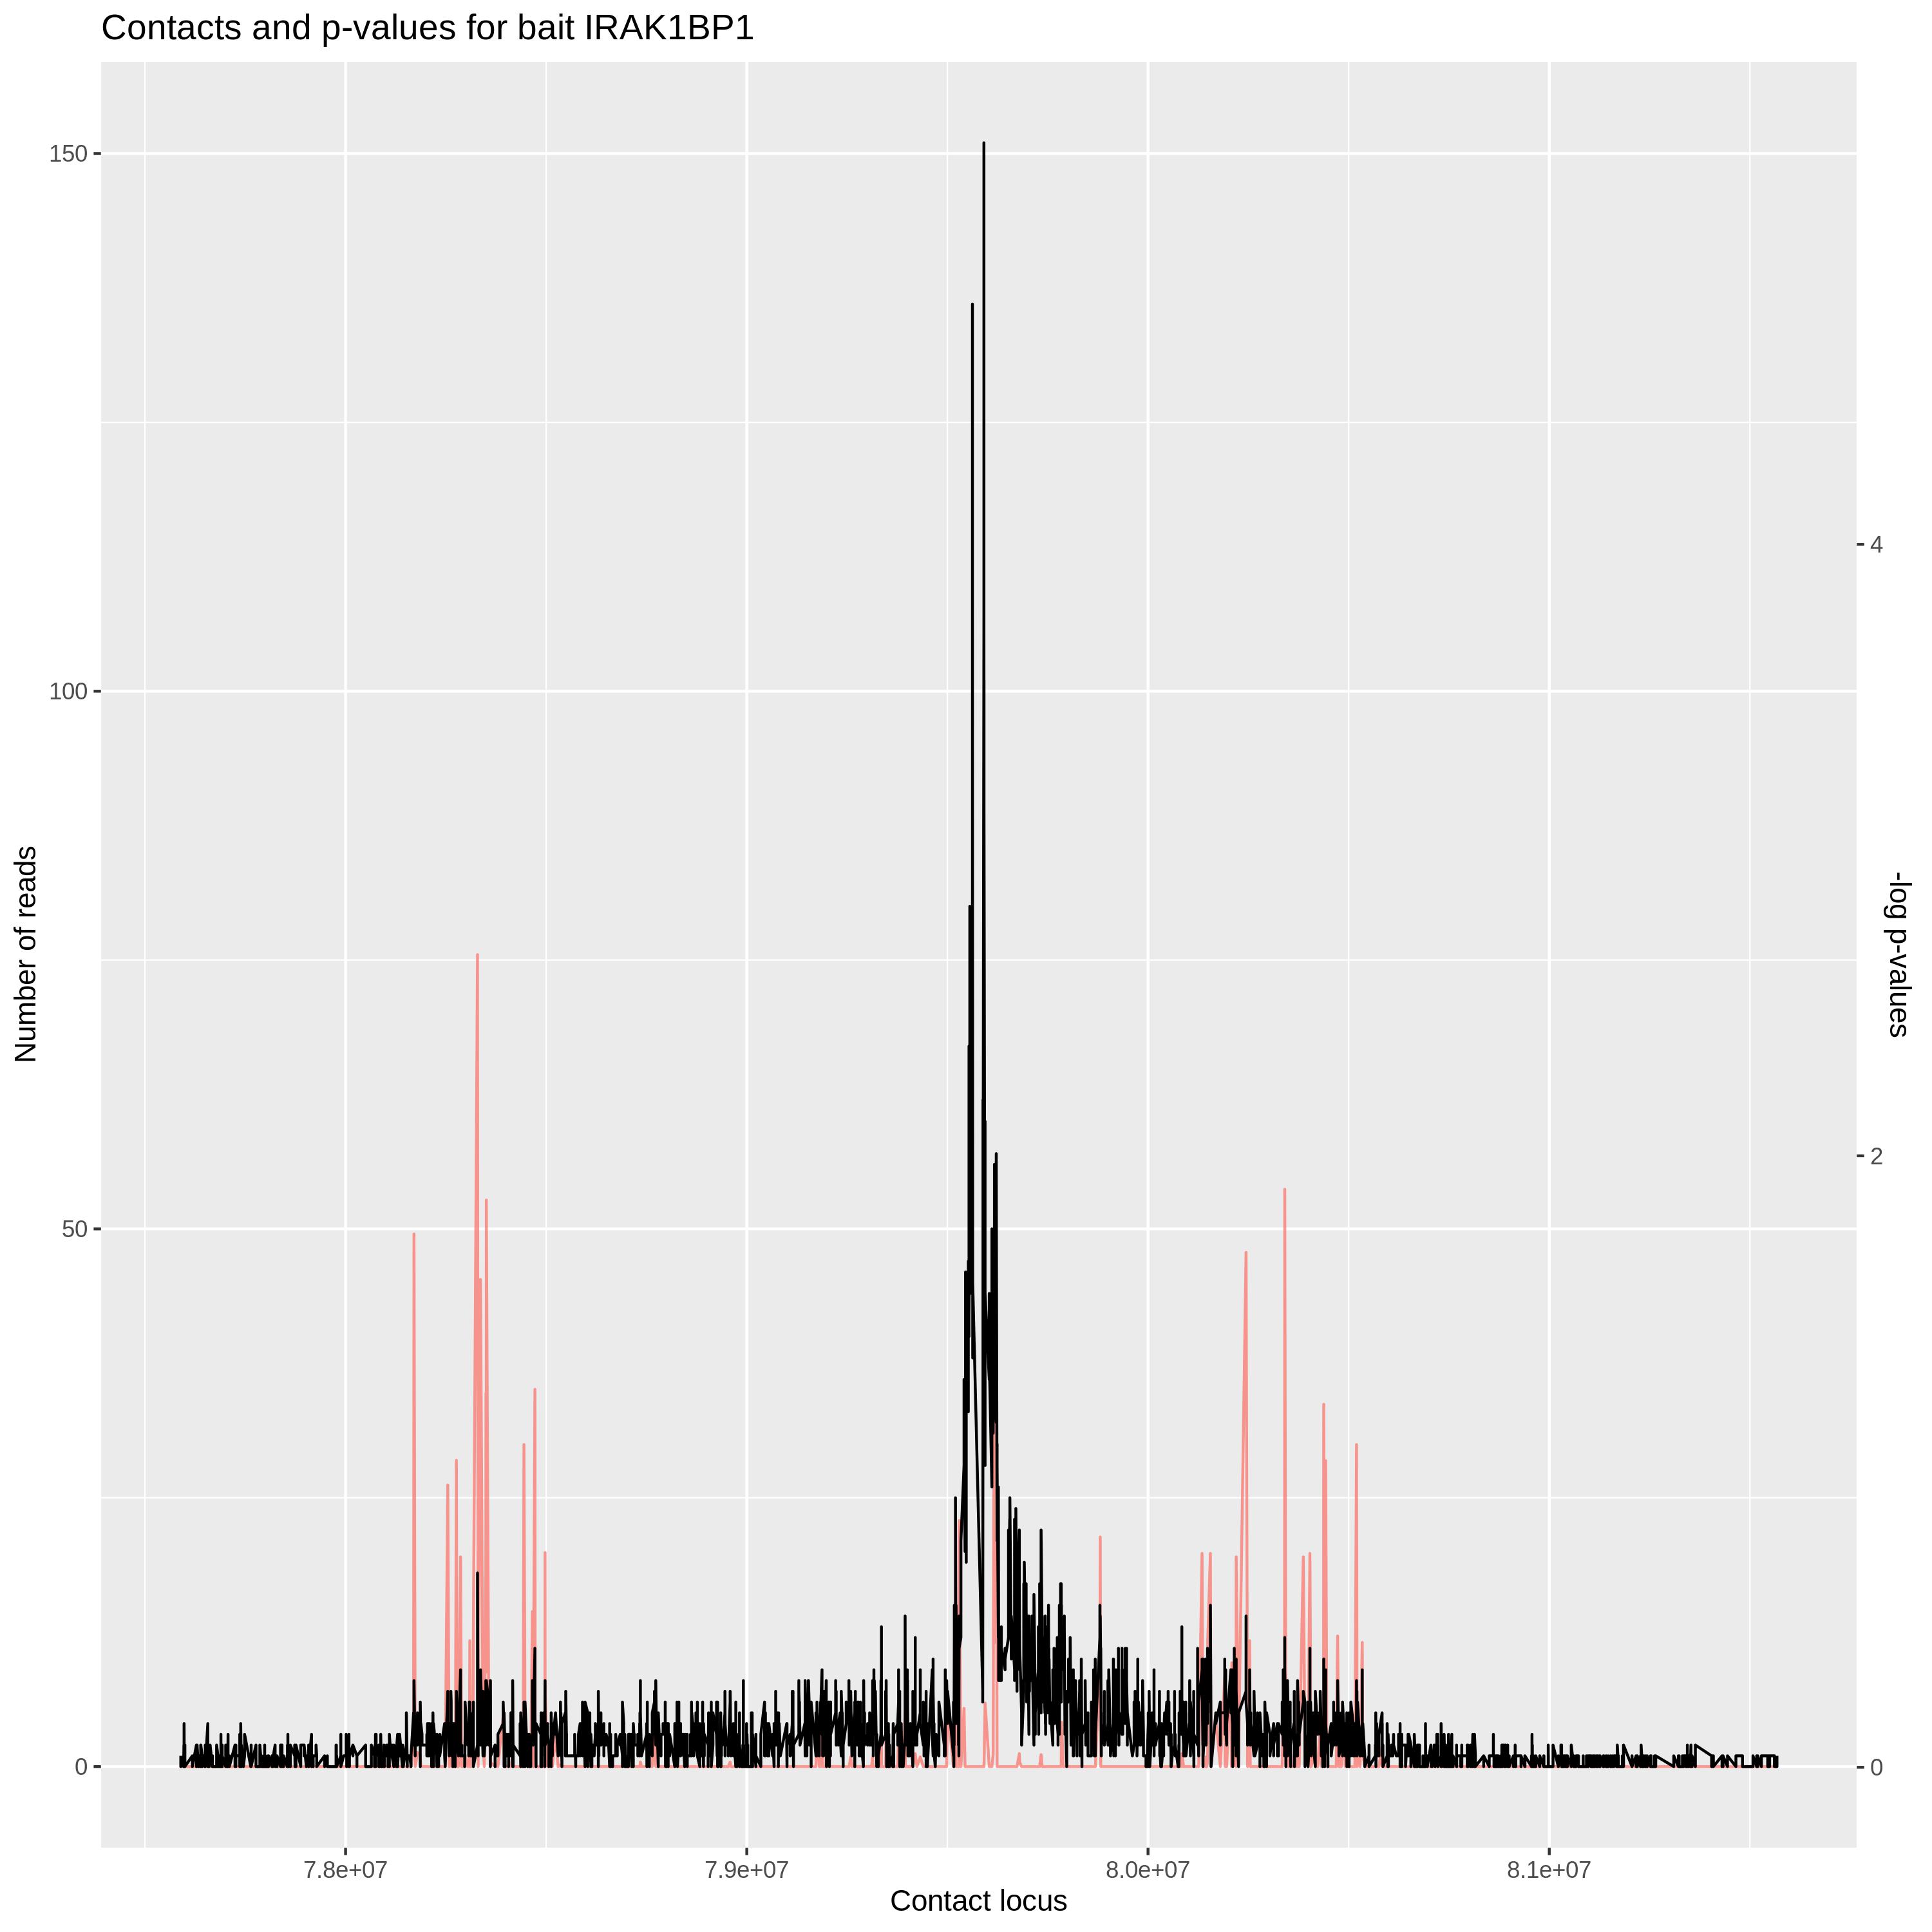 Contacts and p-values for bait IRAK1BP1
150
100
50
0
Number of reads
4
2
0
-log p-values
7.8e+07
7.9e+07
8.0e+07
8.1e+07
Contact locus